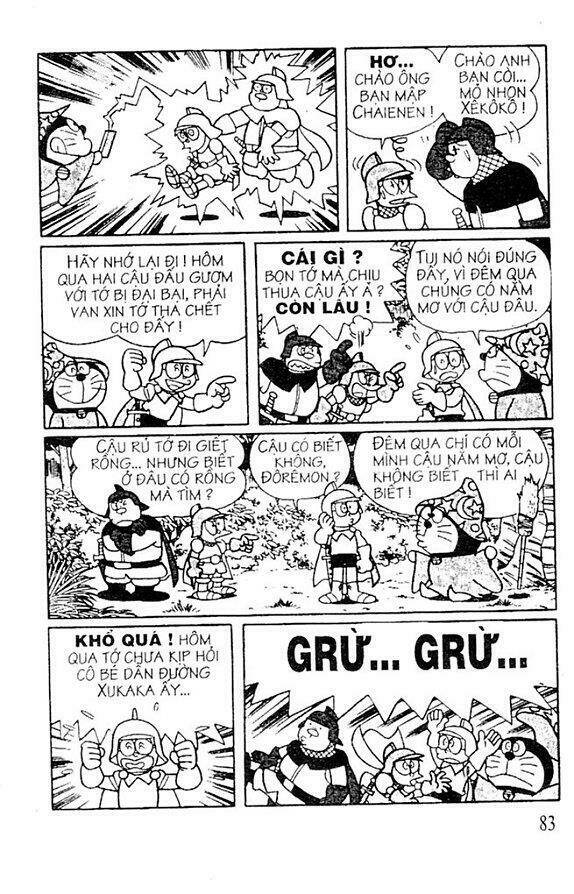 HƠ...
CHÀO ÔNG
BẠN MẬP
CHAIENEN !
CHÀO ANH
BẠN CÒI...
MỎ NHỌN
XÊKÔKÔ !
HÃY NHỚ LẠI ĐI ! HÔM
QUA HAI CẬU ĐẤU GƯƠM
VỚI TỚ BỊ ĐẠI BẠI, PHẢI
VAN XIN TỚ THA CHẾT
CHO ĐẤY !
CÁI GÌ ?
BỌN TỚ MÀ CHỊU
THUA CẬU ẤY À ?
CÒN LÂU !
TỤI NÓ NÓI ĐÚNG
ĐẤY, VÌ ĐÊM QUA
CHÚNG CÓ NẰM
MƠ VỚI CẬU ĐÂU.
CẬU RỦ TỚ ĐI GIẾT
RỒNG... NHƯNG BIẾT
Ở ĐÂU CÓ RỒNG
MÀ TÌM ?
CẬU CÓ BIẾT
KHÔNG,
ĐÔRÊMON ?
ĐÊM QUA CHỈ CÓ MỖI
MÌNH CẬU NẰM MƠ, CẬU
KHÔNG BIẾT... THÌ AI
BIẾT !
KHỔ QUÁ ! HÔM
QUA TỚ CHƯA KỊP HỎI
CÔ BÉ DẪN ĐƯỜNG
XUKAKA ẤY...
GRỪ... GRỪ...
83